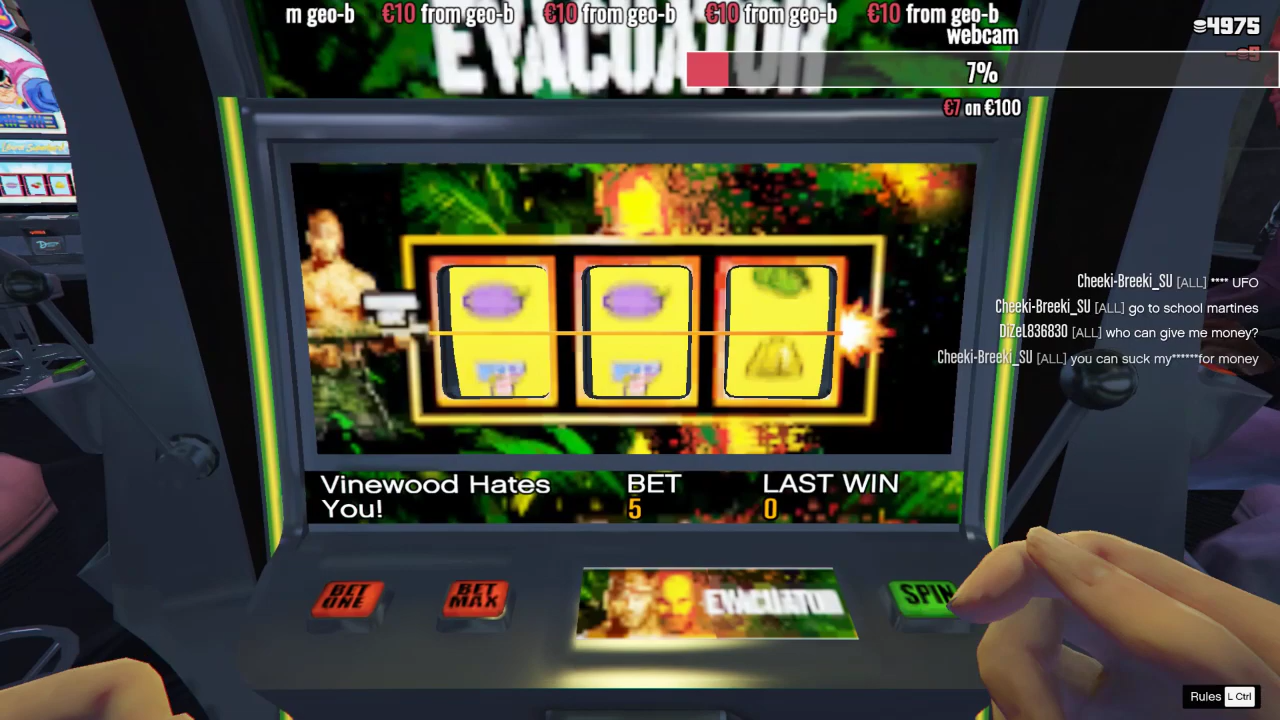 m geo-b €10 from geo-b €10 from geo-b €10 from geo-b €10 from geo-b
webcam
4975
-5
7%
€7 on €100
EVACUATOR
Cheeki-Breeki_SU [ALL] **** UFO
Cheeki-Breeki_SU [ALL] go to school martines
DiZeL836830 [ALL] who can give me money?
Cheeki-Breeki_SU [ALL] you can suck my******for money
Vinewood Hates
You!
BET
5
LAST WIN
0
BET
ONE
BET
MAX
EVACUATOR
SPIN
Rules L Ctrl